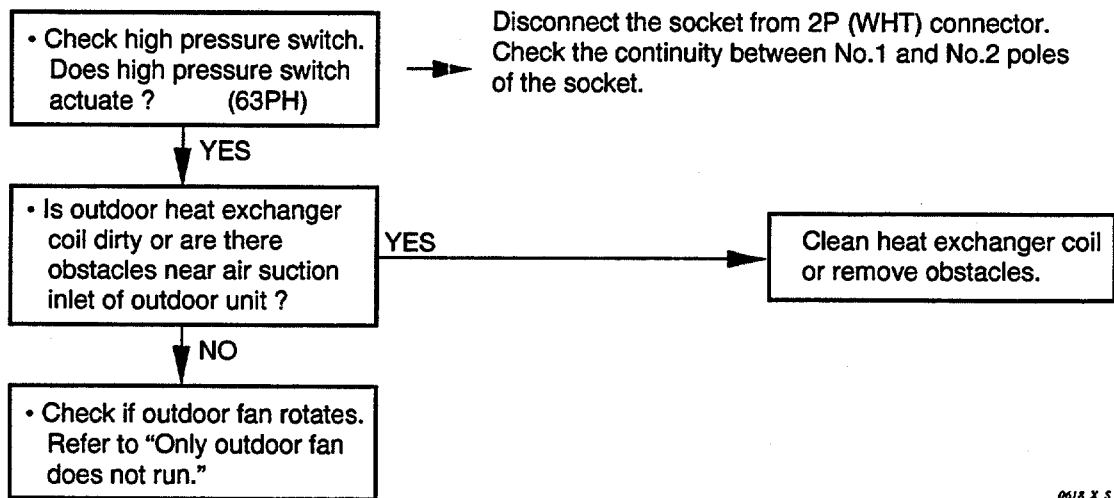 • Check high pressure switch.
Does high pressure switch
actuate ? (63PH)
Disconnect the socket from 2P (WHT) connector.
Check the continuity between No.1 and No.2 poles
of the socket.
YES
• Is outdoor heat exchanger
coil dirty or are there
obstacles near air suction
inlet of outdoor unit ?
YES
Clean heat exchanger coil
or remove obstacles.
NO
• Check if outdoor fan rotates.
Refer to “Only outdoor fan
does not run.”
0618 X S